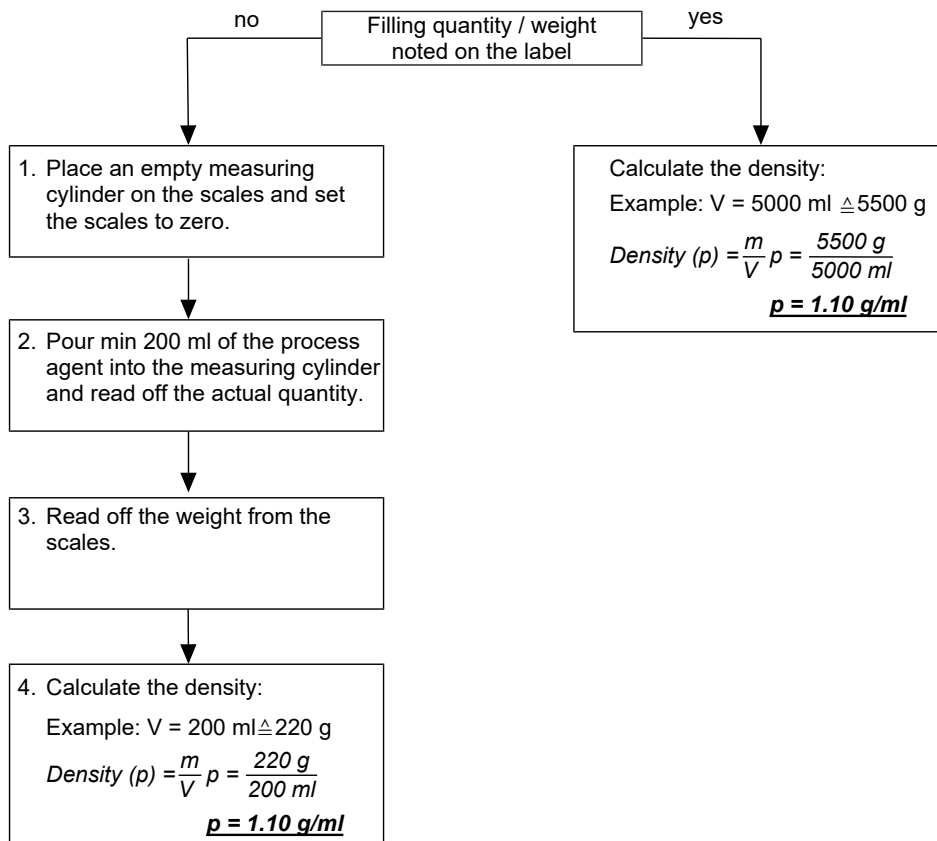 no
Filling quantity / weight
noted on the label
yes
1. Place an empty measuring
cylinder on the scales and set
the scales to zero.
2. Pour min 200 ml of the process
agent into the measuring cylinder
and read off the actual quantity.
3. Read off the weight from the
scales.
4. Calculate the density:
Example: V = 200 ml ≙ 220 g
Density (p) = m/V p = 220 g/200 ml
p = 1.10 g/ml
Calculate the density:
Example: V = 5000 ml ≙ 5500 g
Density (p) = m/V p = 5500 g/5000 ml
p = 1.10 g/ml